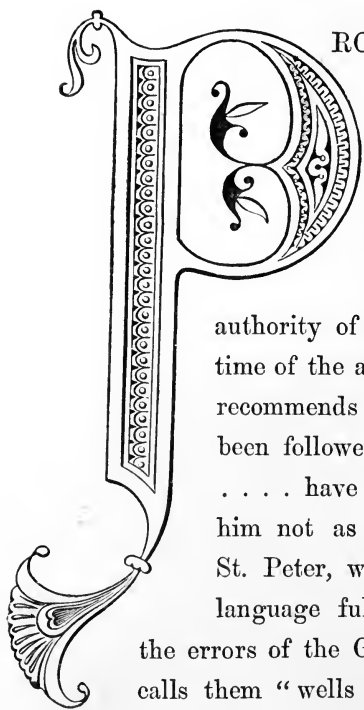 P
RO
authority of
time of the a
recommends
been followe
. . . . have
him not as
St. Peter, w
language ful
the errors of the G
calls them “ wells